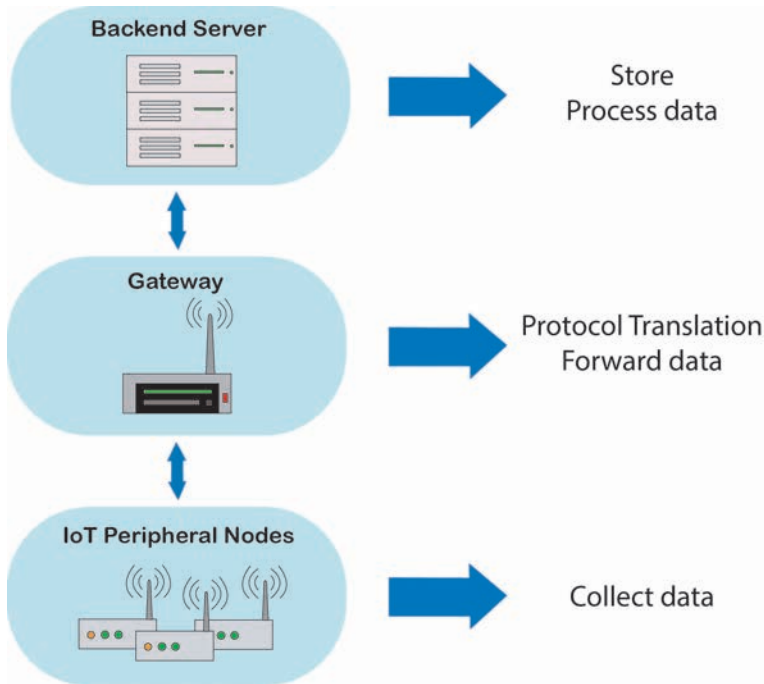 Backend Server
Store
Process data
Gateway
Protocol Translation
Forward data
IoT Peripheral Nodes
Collect data